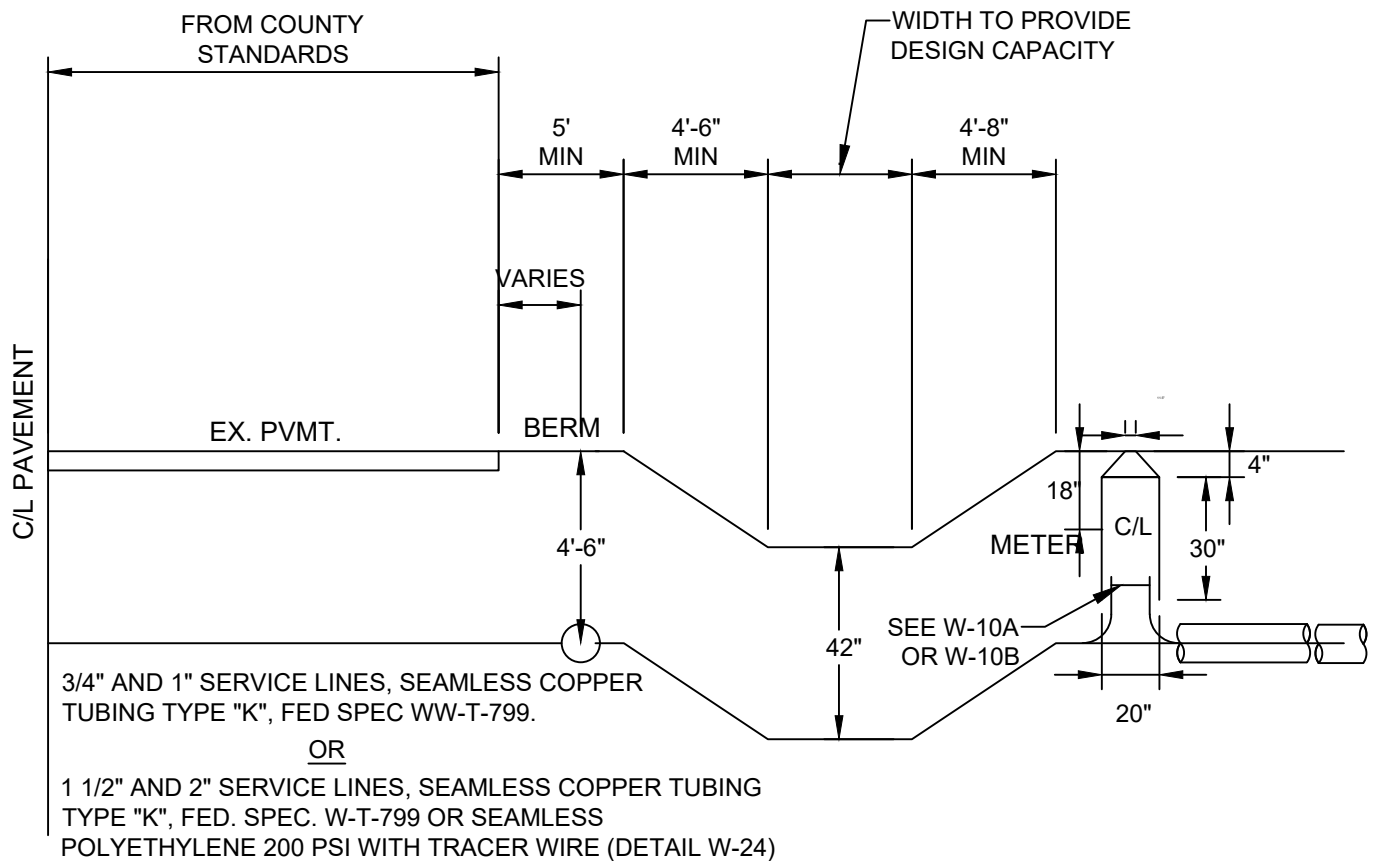 FROM COUNTY
STANDARDS
WIDTH TO PROVIDE
DESIGN CAPACITY
5'
MIN
4'-6"
MIN
4'-8"
MIN
VARIES
C/L PAVEMENT
EX. PVMT.
BERM
18"
4"
METER
C/L
30"
4'-6"
42"
SEE W-10A
OR W-10B
20"
3/4" AND 1" SERVICE LINES, SEAMLESS COPPER
TUBING TYPE "K", FED SPEC WW-T-799.
OR
1 1/2" AND 2" SERVICE LINES, SEAMLESS COPPER TUBING
TYPE "K", FED. SPEC. W-T-799 OR SEAMLESS
POLYETHYLENE 200 PSI WITH TRACER WIRE (DETAIL W-24)